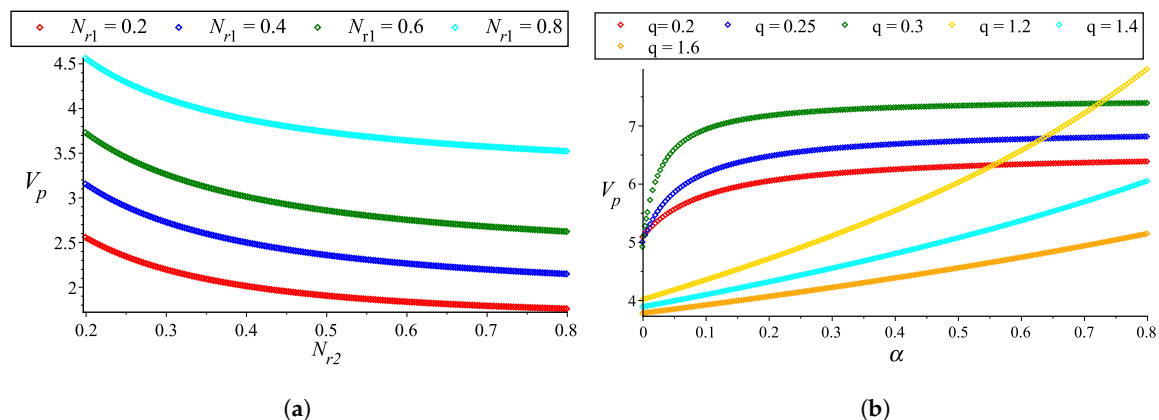 N_r1 = 0.2 N_r1 = 0.4 N_r1 = 0.6 N_r1 = 0.8
4.5
4
3.5
3
2.5
2
V_p
0.2 0.3 0.4 0.5 0.6 0.7 0.8
N_r2
(a)
q= 0.2 q = 0.25 q = 0.3 q = 1.2 q = 1.4
q = 1.6
7
6
5
4
V_p
0 0.1 0.2 0.3 0.4 0.5 0.6 0.7 0.8
α
(b)